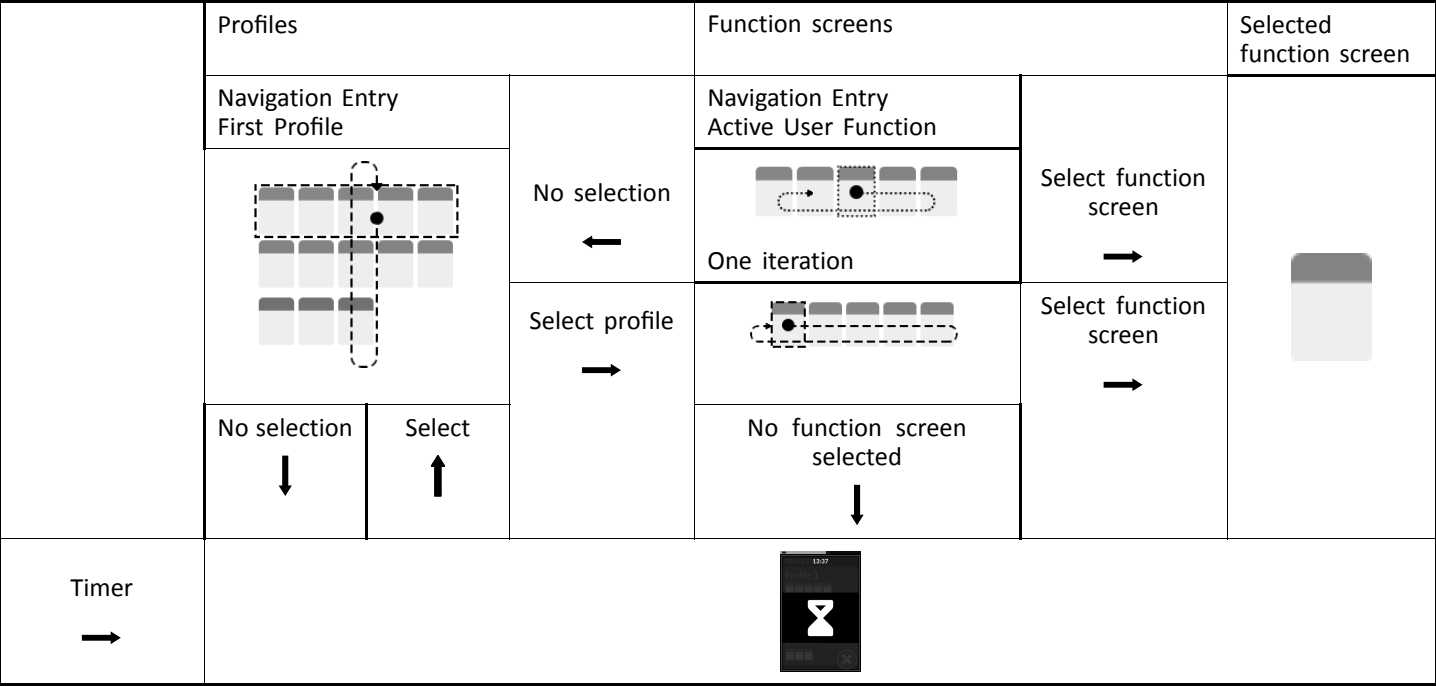 Profiles
Function screens
Selected
function screen
Navigation Entry
First Profile
Navigation Entry
Active User Function
No selection
Select function
screen
One iteration
Select profile
Select function
screen
No selection
Select
No function screen
selected
Timer
13:37
Profile 1